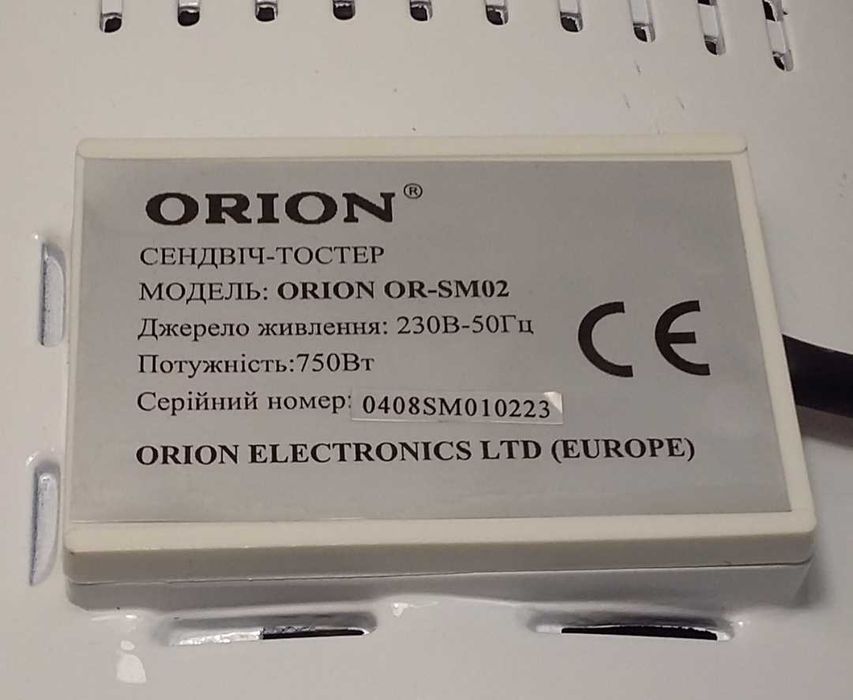 ORION®
СЕНДВІЧ-ТОСТЕР
МОДЕЛЬ: ORION OR-SM02
Джерело живлення: 230В-50Гц
Потужність:750Вт
Серійний номер: 0408SM010223
ORION ELECTRONICS LTD (EUROPE)
CE